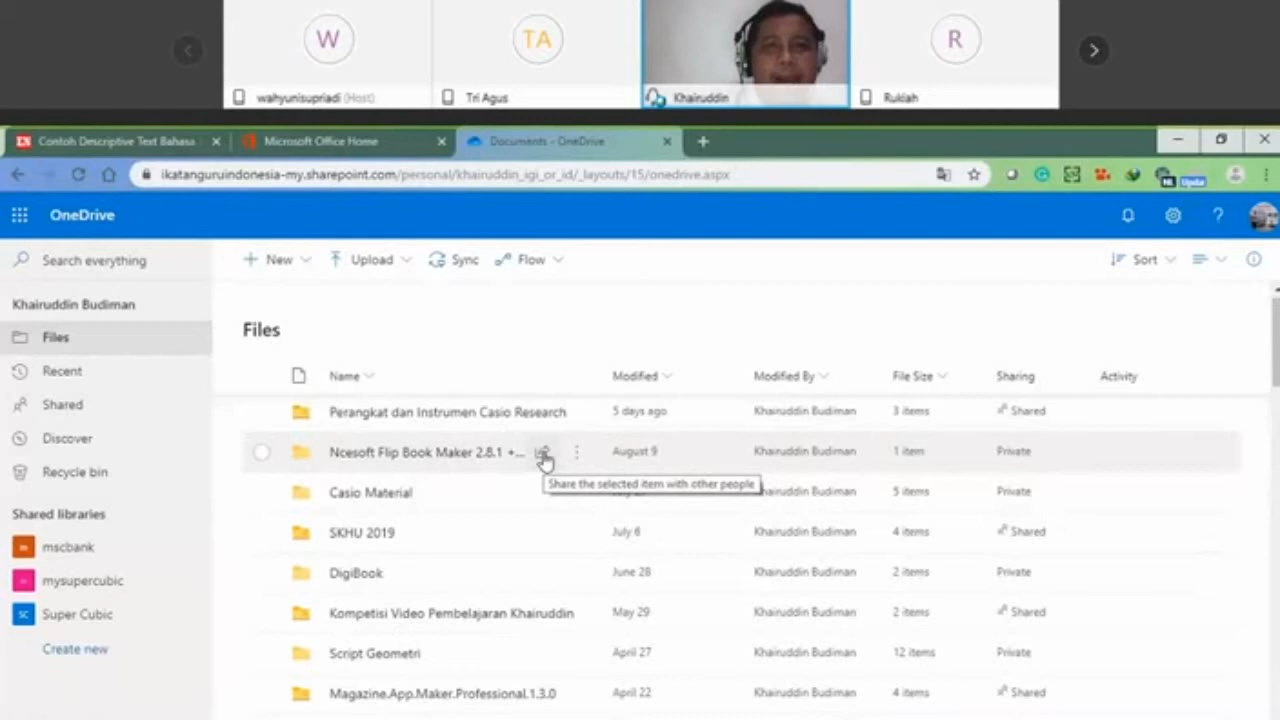 W
TA
R
wahyunisupriadi (Host)
Tri Agus
Khairuddin
Rukiah
Contoh Descriptive Text Bahasa
Microsoft Office Home
Documents - OneDrive
ikatanguruindonesia-my.sharepoint.com/personal/khairuddin_igi_or_id/_layouts/15/onedrive.aspx
OneDrive
Search everything
New
Upload
Sync
Flow
Sort
Khairuddin Budiman
Files
Recent
Shared
Discover
Recycle bin
Shared libraries
mscbank
mysupercubic
SC Super Cubic
Create new
Files
Name Modified Modified By File Size Sharing Activity
Perangkat dan Instrumen Casio Research 5 days ago Khairuddin Budiman 3 items Shared
Ncesoft Flip Book Maker 2.8.1 +... August 9 Khairuddin Budiman 1 item Private
Share the selected item with other people
Casio Material Khairuddin Budiman 5 items Private
SKHU 2019 July 6 Khairuddin Budiman 4 items Shared
DigiBook June 28 Khairuddin Budiman 2 items Private
Kompetisi Video Pembelajaran Khairuddin May 29 Khairuddin Budiman 2 items Shared
Script Geometri April 27 Khairuddin Budiman 12 items Private
Magazine.App.Maker.Professional.1.3.0 April 22 Khairuddin Budiman 4 items Shared